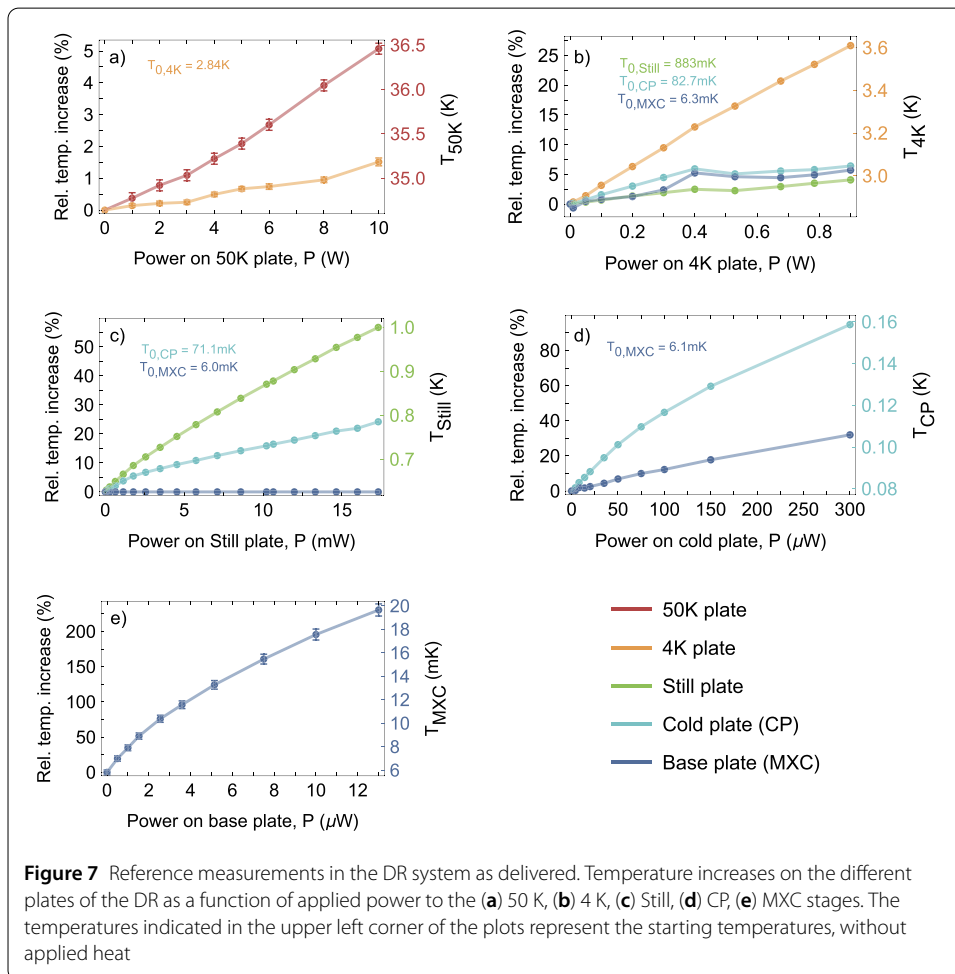 a)
T0,4K = 2.84K
Rel. temp. increase (%)
5
4
3
2
1
0
36.5
36.0
35.5
35.0
T50K (K)
0 2 4 6 8 10
Power on 50K plate, P (W)
b)
T0,Still = 883mK
T0,CP = 82.7mK
T0,MXC = 6.3mK
Rel. temp. increase (%)
25
20
15
10
5
0
3.6
3.4
3.2
3.0
T4K (K)
0 0.2 0.4 0.6 0.8
Power on 4K plate, P (W)
c)
T0,CP = 71.1mK
T0,MXC = 6.0mK
Rel. temp. increase (%)
50
40
30
20
10
0
1.0
0.9
0.8
0.7
TStill (K)
0 5 10 15
Power on Still plate, P (mW)
d)
T0,MXC = 6.1mK
Rel. temp. increase (%)
80
60
40
20
0
0.16
0.14
0.12
0.10
0.08
TCP (K)
0 50 100 150 200 250 300
Power on cold plate, P (µW)
e)
Rel. temp. increase (%)
200
150
100
50
0
20
18
16
14
12
10
8
6
TMXC (mK)
0 2 4 6 8 10 12
Power on base plate, P (µW)
50K plate
4K plate
Still plate
Cold plate (CP)
Base plate (MXC)
Figure 7 Reference measurements in the DR system as delivered. Temperature increases on the different
plates of the DR as a function of applied power to the (a) 50 K, (b) 4 K, (c) Still, (d) CP, (e) MXC stages. The
temperatures indicated in the upper left corner of the plots represent the starting temperatures, without
applied heat